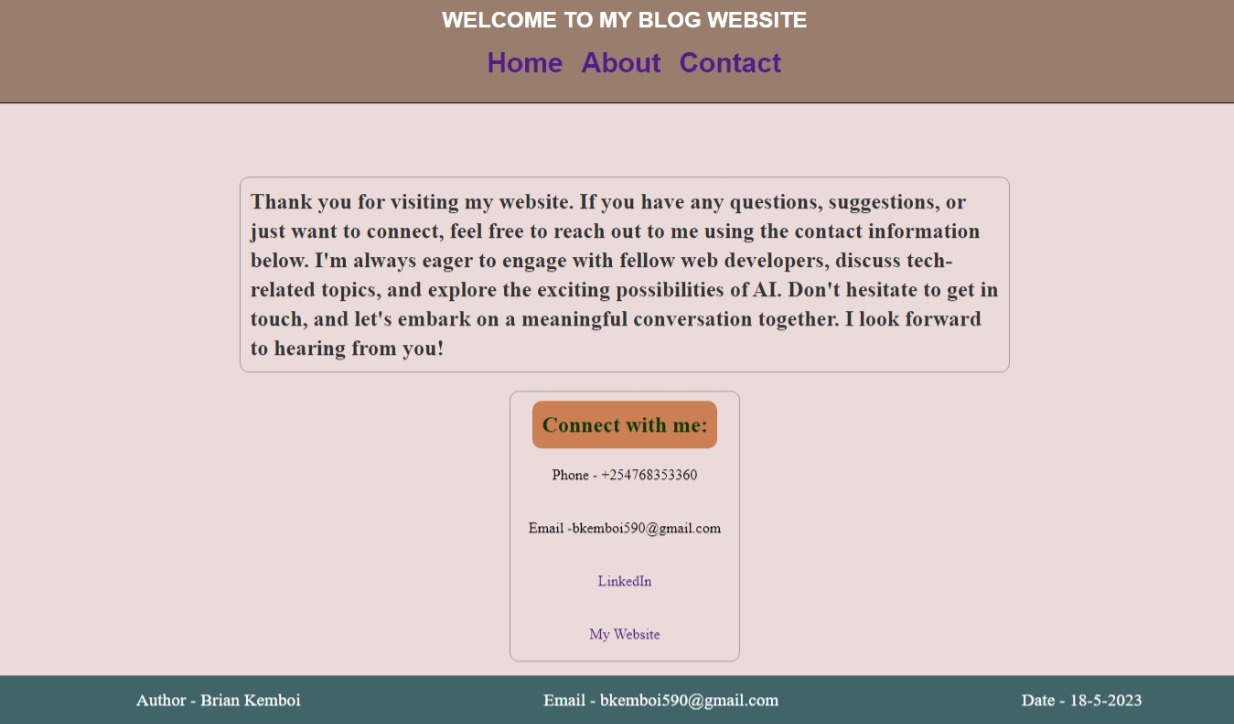 WELCOME TO MY BLOG WEBSITE
Home About Contact
Thank you for visiting my website. If you have any questions, suggestions, or
just want to connect, feel free to reach out to me using the contact information
below. I'm always eager to engage with fellow web developers, discuss tech-
related topics, and explore the exciting possibilities of AI. Don't hesitate to get in
touch, and let's embark on a meaningful conversation together. I look forward
to hearing from you!
Connect with me:
Phone - +254768353360
Email -bkemboi590@gmail.com
LinkedIn
My Website
Author - Brian Kemboi Email - bkemboi590@gmail.com Date - 18-5-2023